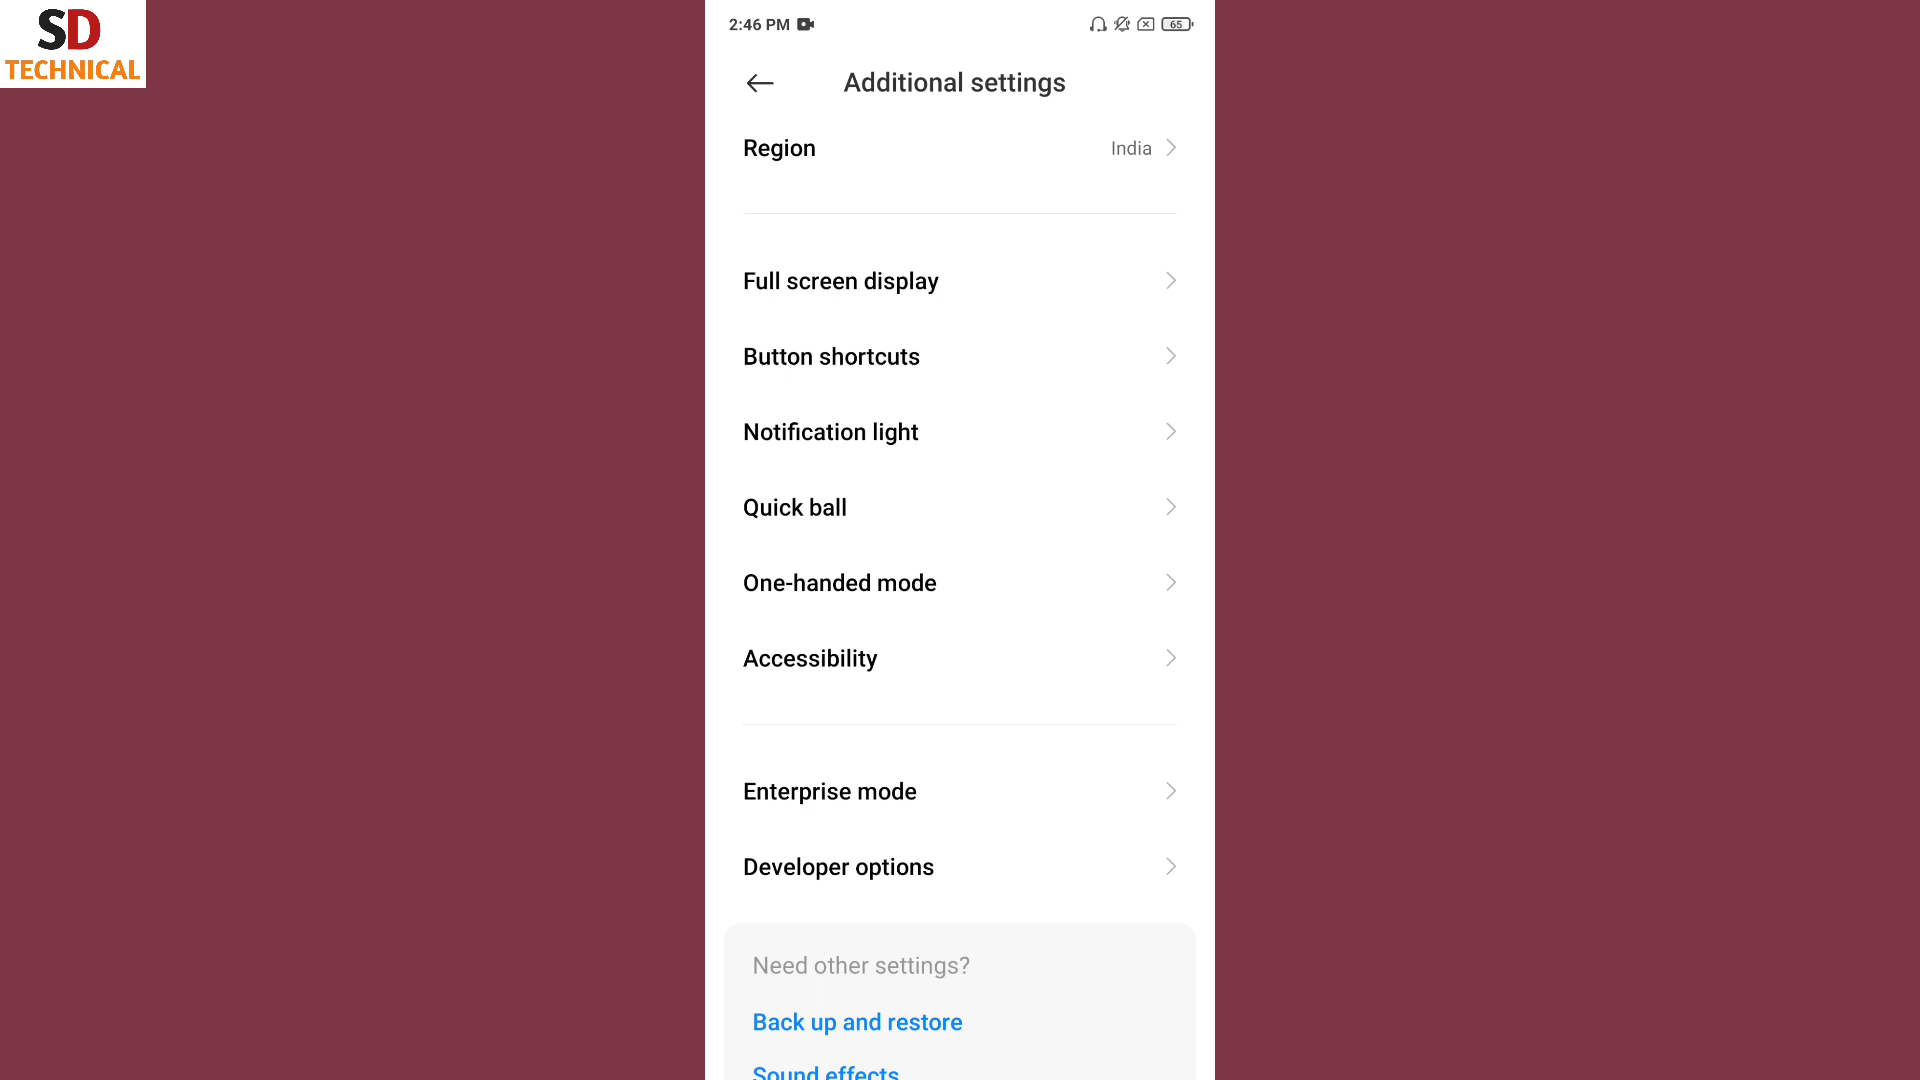 SD
TECHNICAL
2:46 PM
65
Additional settings
Region India
Full screen display
Button shortcuts
Notification light
Quick ball
One-handed mode
Accessibility
Enterprise mode
Developer options
Need other settings?
Back up and restore
Sound effects